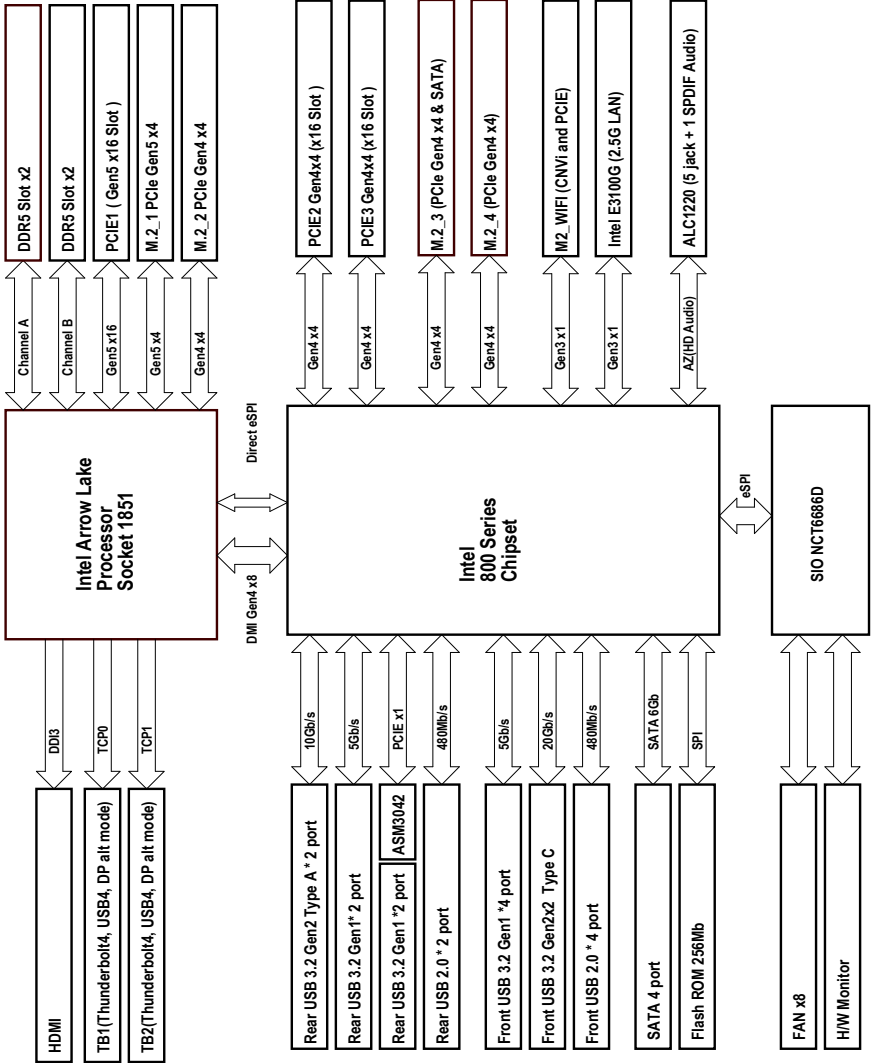 DDR5 Slot x2
DDR5 Slot x2
PCIE1 ( Gen5 x16 Slot )
M.2_1 PCIe Gen5 x4
M.2_2 PCIe Gen4 x4
PCIE2 Gen4x4 (x16 Slot )
PCIE3 Gen4x4 (x16 Slot )
M.2_3 (PCIe Gen4 x4 & SATA)
M.2_4 (PCIe Gen4 x4)
M2_WIFI (CNVi and PCIE)
Intel E3100G (2.5G LAN)
ALC1220 (5 jack + 1 SPDIF Audio)
Channel A
Channel B
Gen5 x16
Gen5 x4
Gen4 x4
Gen4 x4
Gen4 x4
Gen4 x4
Gen4 x4
Gen3 x1
Gen3 x1
AZ(HD Audio)
Intel Arrow Lake
Processor
Socket 1851
Direct eSPI
DMI Gen4 x8
Intel
800 Series
Chipset
eSPI
SIO NCT6686D
DDI3
TCP0
TCP1
10Gb/s
5Gb/s
PCIE x1
480Mb/s
5Gb/s
20Gb/s
480Mb/s
SATA 6Gb
SPI
HDMI
TB1(Thunderbolt4, USB4, DP alt mode)
TB2(Thunderbolt4, USB4, DP alt mode)
Rear USB 3.2 Gen2 Type A * 2 port
Rear USB 3.2 Gen1* 2 port
Rear USB 3.2 Gen1 *2 port
ASM3042
Rear USB 2.0 * 2 port
Front USB 3.2 Gen1 *4 port
Front USB 3.2 Gen2x2 Type C
Front USB 2.0 * 4 port
SATA 4 port
Flash ROM 256Mb
FAN x8
H/W Monitor